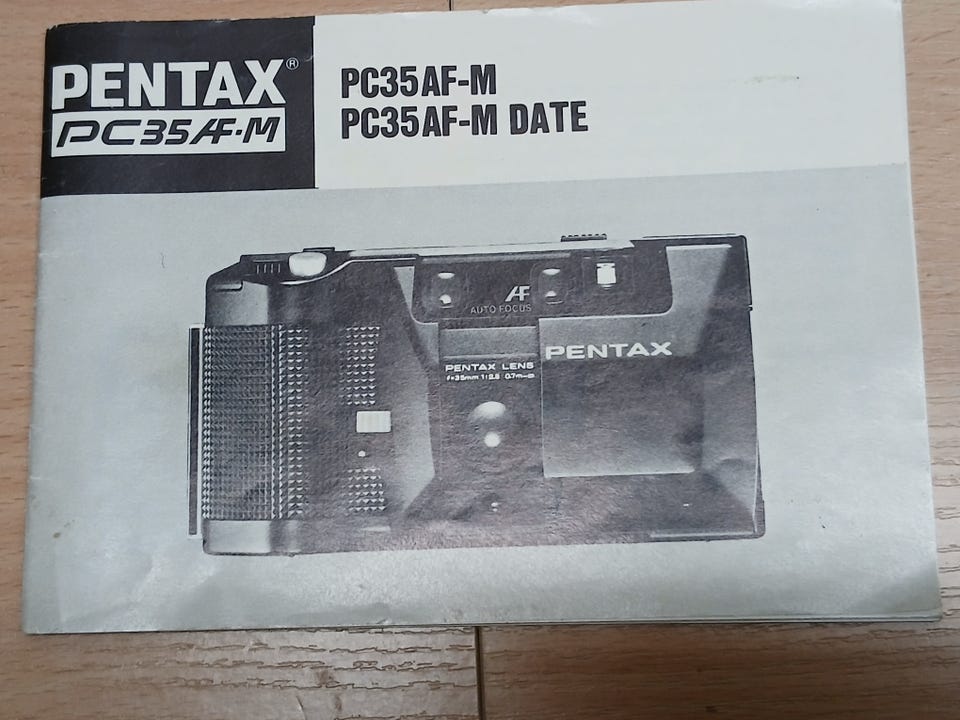 PENTAX®
PC35AF-M
PC35AF-M
PC35AF-M DATE
AF
AUTO FOCUS
PENTAX LENS
f=35mm 1:2.8 0.7m-∞
PENTAX